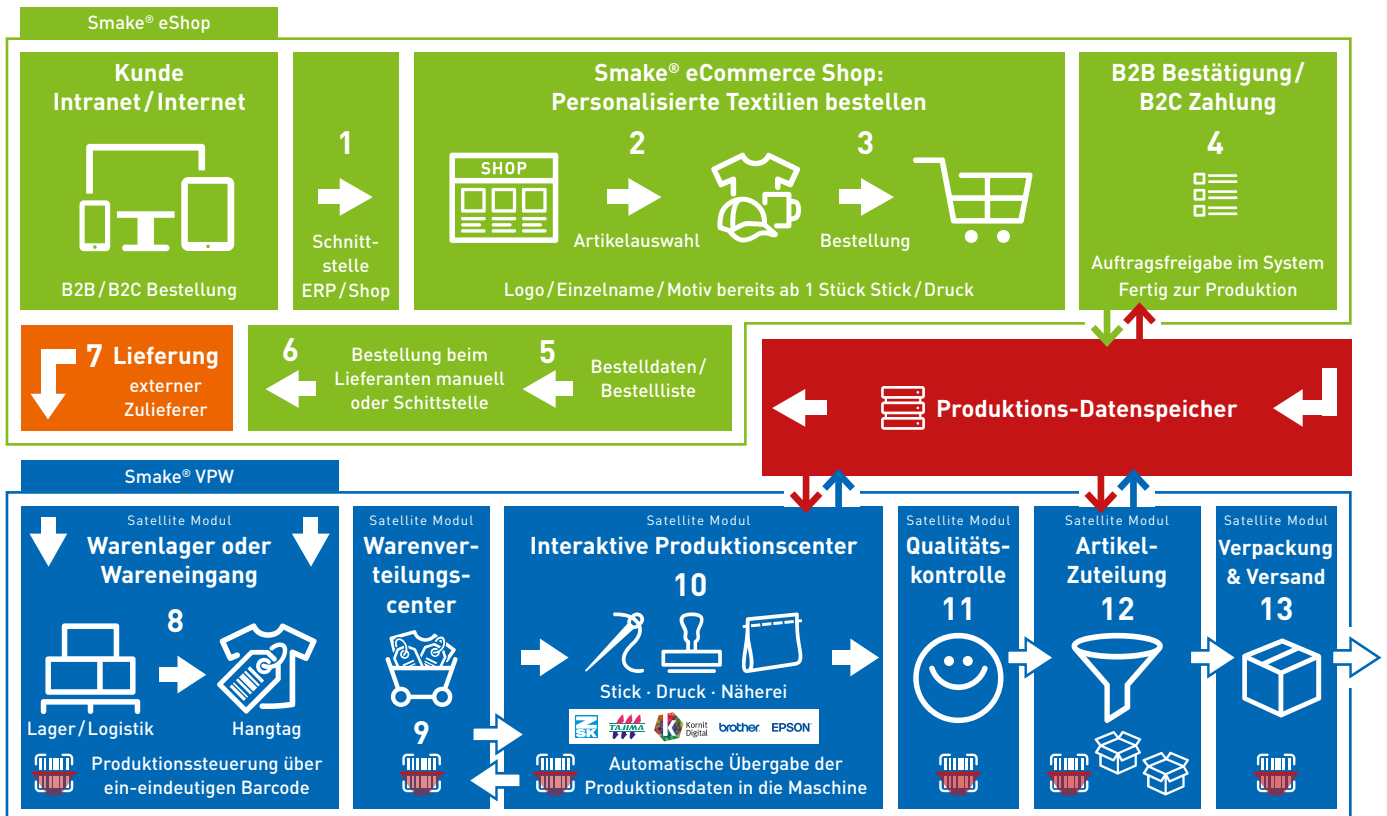 Smake® eShop
Kunde
Intranet/Internet
B2B/B2C Bestellung
1
Schnitt-
stelle
ERP/Shop
Smake® eCommerce Shop:
Personalisierte Textilien bestellen
SHOP
2
Artikelauswahl
3
Bestellung
Logo/Einzelname/Motiv bereits ab 1 Stück Stick/Druck
B2B Bestätigung/
B2C Zahlung
4
Auftragsfreigabe im System
Fertig zur Produktion
7 Lieferung
externer
Zulieferer
6
Bestellung beim
Lieferanten manuell
oder Schittstelle
5
Bestelldaten/
Bestellliste
Produktions-Datenspeicher
Smake® VPW
Satellite Modul
Warenlager oder
Wareneingang
8
Lager/Logistik
Hangtag
Produktionssteuerung über
ein-eindeutigen Barcode
Satellite Modul
Warenver-
teilungs-
center
9
Satellite Modul
Interaktive Produktionscenter
10
Stick · Druck · Näherei
ZSK
TAJIMA
K Kornit
Digital
brother
EPSON
Automatische Übergabe der
Produktionsdaten in die Maschine
Satellite Modul
Qualitäts-
kontrolle
11
Satellite Modul
Artikel-
Zuteilung
12
Satellite Modul
Verpackung
& Versand
13